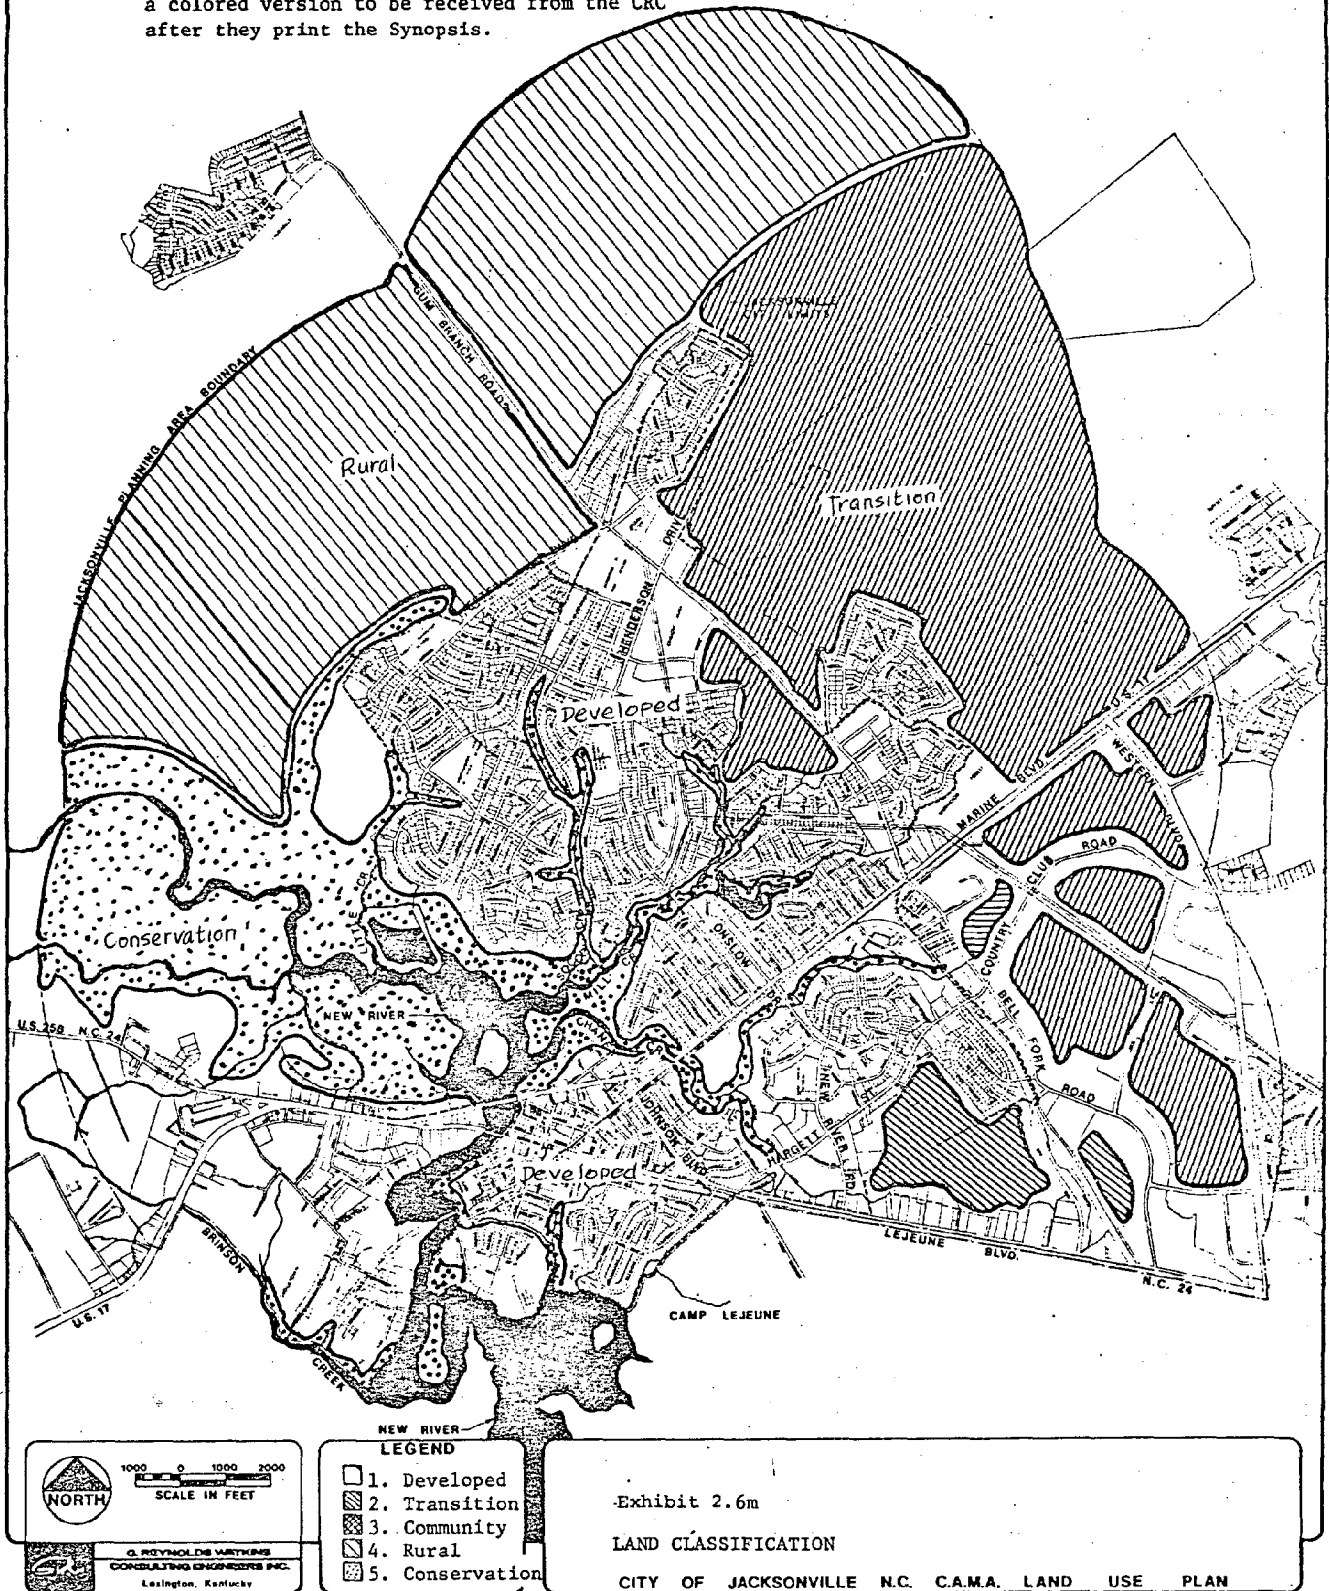 a colored version to be received from the CRC
after they print the Synopsis.
JACKSONVILLE
CITY LIMITS
GUM BRANCH ROAD
JACKSONVILLE PLANNING AREA BOUNDARY
Rural
Transition
HENDERSON DRIVE
Developed
U.S. 17
MARINE BLVD.
WESTERN BLVD.
CLUB ROAD
COUNTRY
Conservation
ONSLOW
NEW RIVER
U.S. 258 N.C. 24
BELL FORK
ROAD
NEW RIVER DR.
JOHNSON BLVD
HARGETT
Developed
BRINSON
CREEK
U.S. 17
LEJEUNE BLVD.
N.C. 24
CAMP LEJEUNE
NEW RIVER
NORTH
1000 0 1000 2000
SCALE IN FEET
G. REYNOLDS WATKINS
CONSULTING ENGINEERS INC.
Lexington, Kentucky
LEGEND
1. Developed
2. Transition
3. Community
4. Rural
5. Conservation
Exhibit 2.6m
LAND CLASSIFICATION
CITY OF JACKSONVILLE N.C. C.A.M.A. LAND USE PLAN